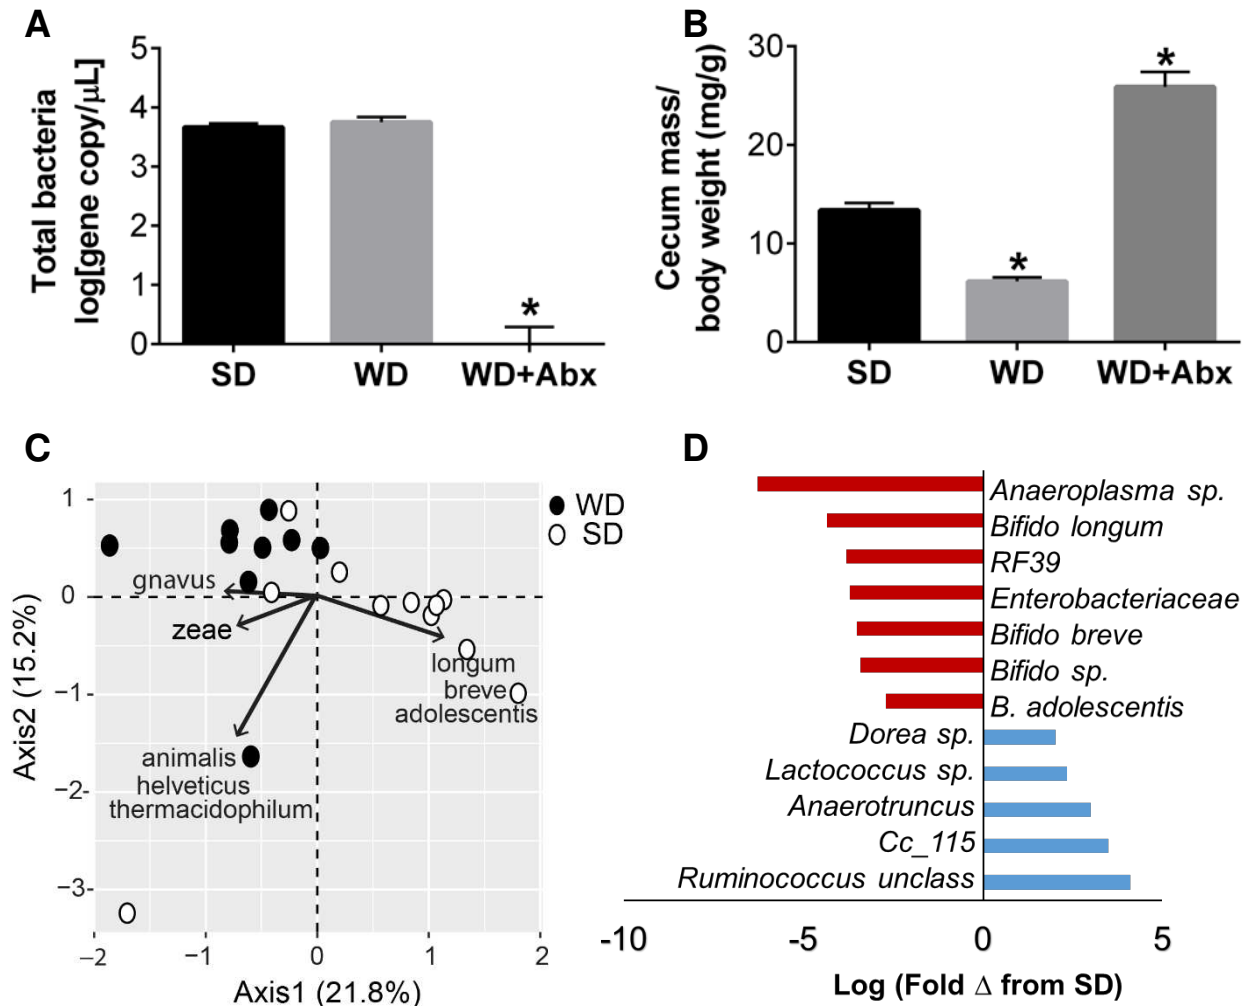 A
Total bacteria
log[gene copy/μL]
5
4
3
2
1
0
*
SD
WD
WD+Abx
B
Cecum mass/
body weight (mg/g)
30
20
10
0
*
*
SD
WD
WD+Abx
C
Axis2 (15.2%)
1
0
−1
−2
−3
WD
SD
gnavus
zeae
longum
breve
adolescentis
animalis
helveticus
thermacidophilum
−2
−1
0
1
2
Axis1 (21.8%)
D
Anaeroplasma sp.
Bifido longum
RF39
Enterobacteriaceae
Bifido breve
Bifido sp.
B. adolescentis
Dorea sp.
Lactococcus sp.
Anaerotruncus
Cc_115
Ruminococcus unclass
-10
-5
0
5
Log (Fold Δ from SD)